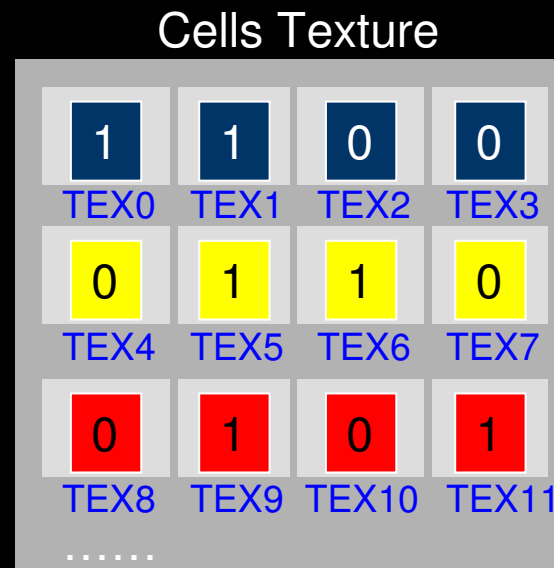 Cells Texture
1 1 0 0
TEX0 TEX1 TEX2 TEX3
0 1 1 0
TEX4 TEX5 TEX6 TEX7
0 1 0 1
TEX8 TEX9 TEX10 TEX11
......